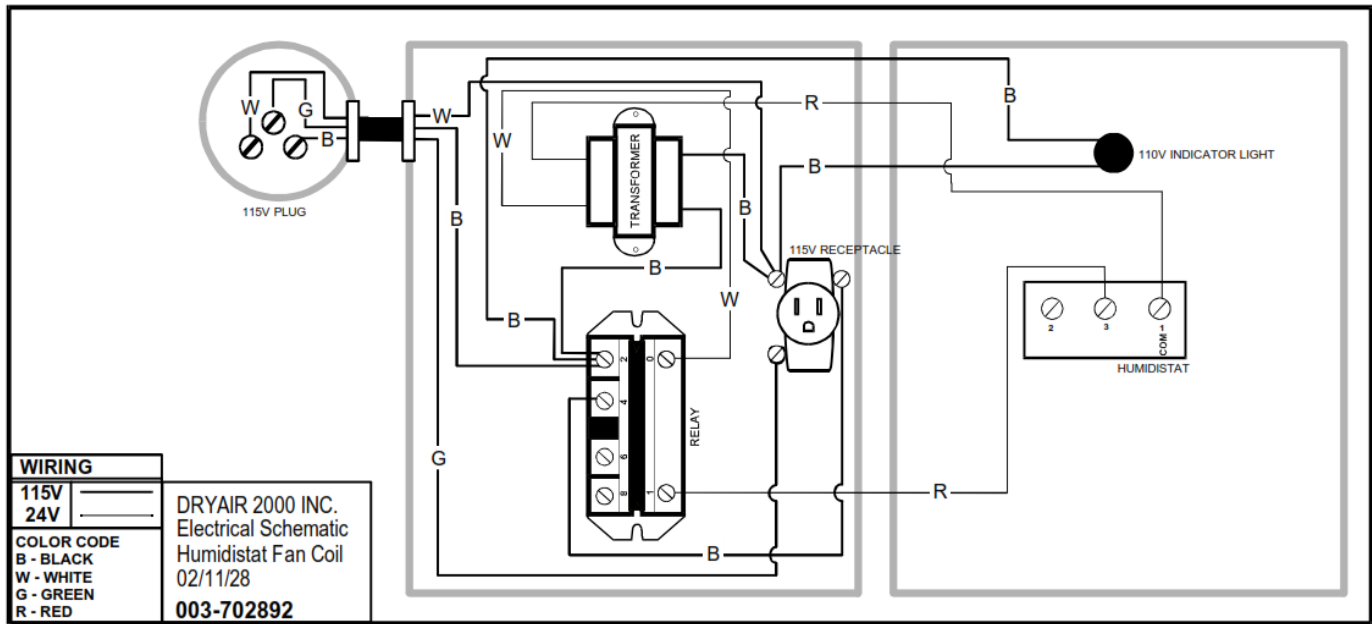 W
G
B
115V PLUG
W
B
G
W
TRANSFORMER
B
B
B
W
R
B
B
110V INDICATOR LIGHT
115V RECEPTACLE
2
4
6
8
0
1
RELAY
B
R
2
3
1
COM
HUMIDISTAT
WIRING
115V
24V
COLOR CODE
B - BLACK
W - WHITE
G - GREEN
R - RED
DRYAIR 2000 INC.
Electrical Schematic
Humidistat Fan Coil
02/11/28
003-702892